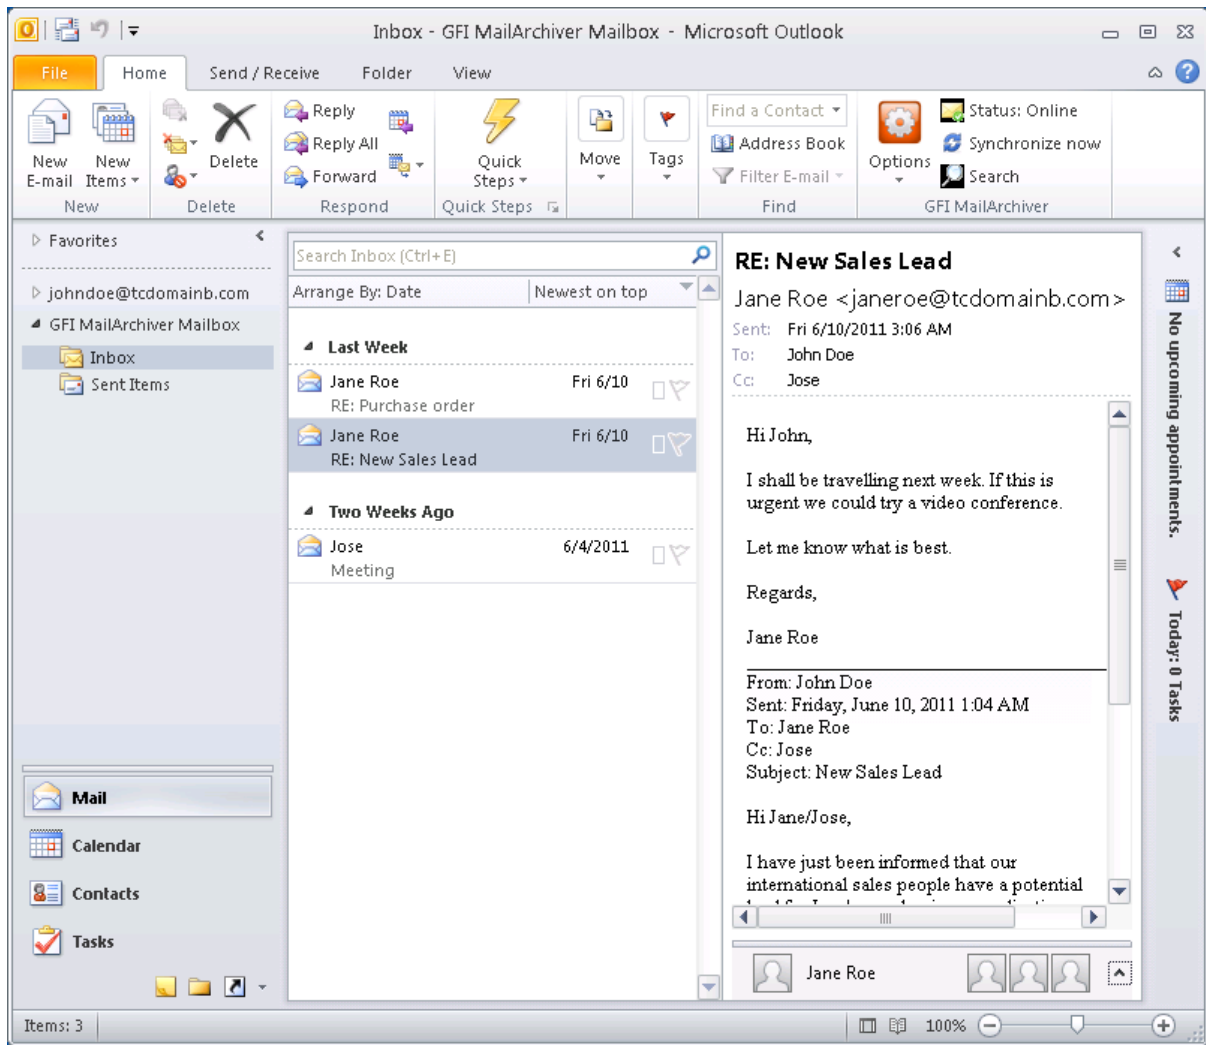 Inbox - GFI MailArchiver Mailbox - Microsoft Outlook
File Home Send / Receive Folder View
New E-mail
New Items
New
Delete
Delete
Reply
Reply All
Forward
Respond
Quick Steps
Quick Steps
Move
Tags
Find a Contact
Address Book
Filter E-mail
Find
Options
Status: Online
Synchronize now
Search
GFI MailArchiver
Favorites
johndoe@tcdomainb.com
GFI MailArchiver Mailbox
Inbox
Sent Items
Mail
Calendar
Contacts
Tasks
Search Inbox (Ctrl+E)
Arrange By: Date Newest on top
Last Week
Jane Roe Fri 6/10
RE: Purchase order
Jane Roe Fri 6/10
RE: New Sales Lead
Two Weeks Ago
Jose 6/4/2011
Meeting
RE: New Sales Lead
Jane Roe <janeroe@tcdomainb.com>
Sent: Fri 6/10/2011 3:06 AM
To: John Doe
Cc: Jose
Hi John,
I shall be travelling next week. If this is
urgent we could try a video conference.
Let me know what is best.
Regards,
Jane Roe
From: John Doe
Sent: Friday, June 10, 2011 1:04 AM
To: Jane Roe
Cc: Jose
Subject: New Sales Lead
Hi Jane/Jose,
I have just been informed that our
international sales people have a potential
Jane Roe
No upcoming appointments.
Today: 0 Tasks
Items: 3
100%